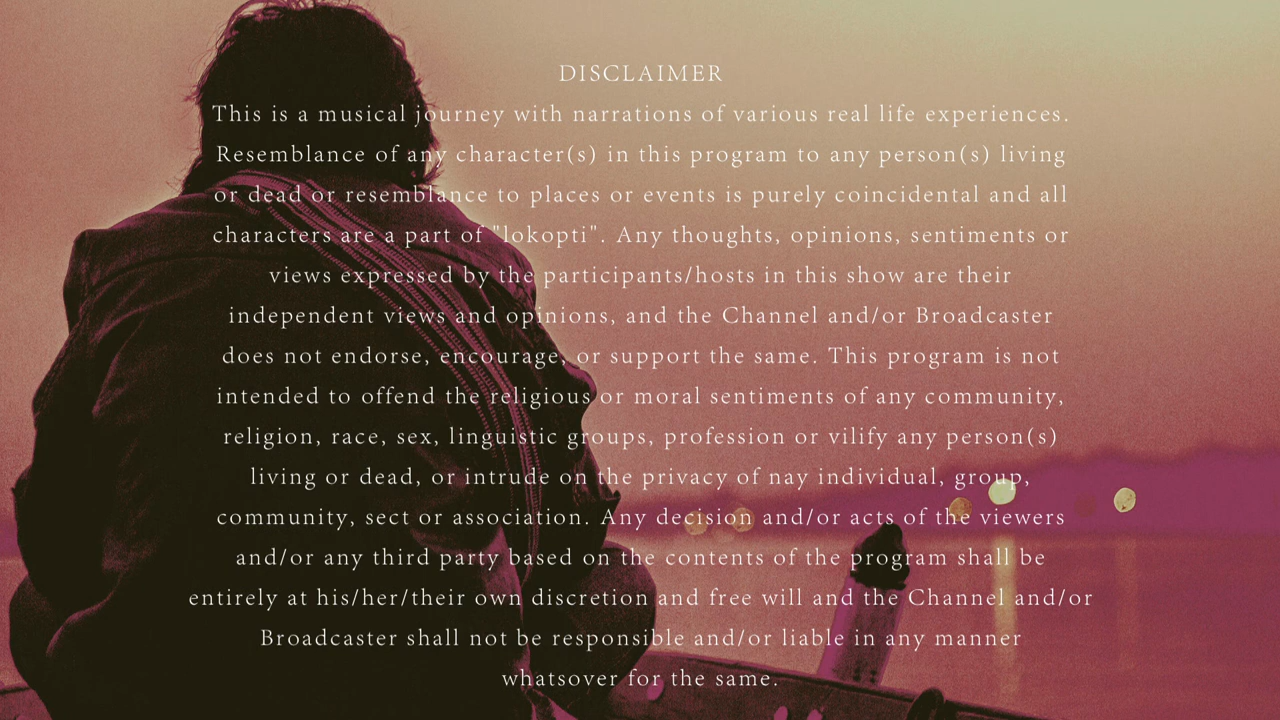 DISCLAIMER
This is a musical journey with narrations of various real life experiences.
Resemblance of any character(s) in this program to any person(s) living
or dead or resemblance to places or events is purely coincidental and all
characters are a part of "lokopti". Any thoughts, opinions, sentiments or
views expressed by the participants/hosts in this show are their
independent views and opinions, and the Channel and/or Broadcaster
does not endorse, encourage, or support the same. This program is not
intended to offend the religious or moral sentiments of any community,
religion, race, sex, linguistic groups, profession or vilify any person(s)
living or dead, or intrude on the privacy of nay individual, group,
community, sect or association. Any decision and/or acts of the viewers
and/or any third party based on the contents of the program shall be
entirely at his/her/their own discretion and free will and the Channel and/or
Broadcaster shall not be responsible and/or liable in any manner
whatsover for the same.